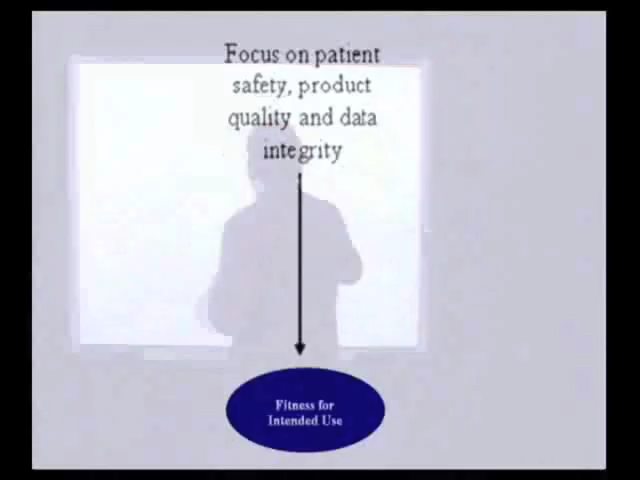 Focus on patient
safety, product
quality and data
integrity
Fitness for
Intended Use